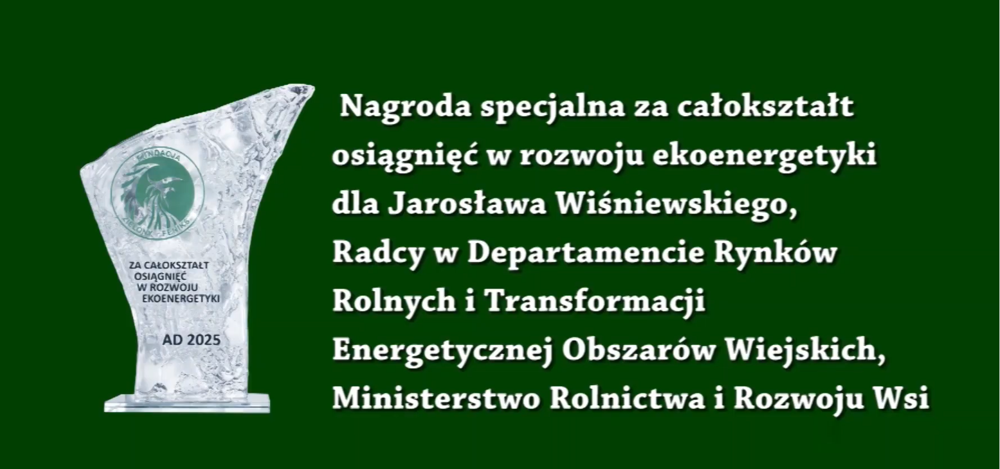 FUNDACJA
ZIELONY FENIKS
ZA CAŁOKSZTAŁT
OSIĄGNIĘĆ
W ROZWOJU
EKOENERGETYKI
AD 2025
Nagroda specjalna za całokształt
osiągnięć w rozwoju ekoenergetyki
dla Jarosława Wiśniewskiego,
Radcy w Departamencie Rynków
Rolnych i Transformacji
Energetycznej Obszarów Wiejskich,
Ministerstwo Rolnictwa i Rozwoju Wsi